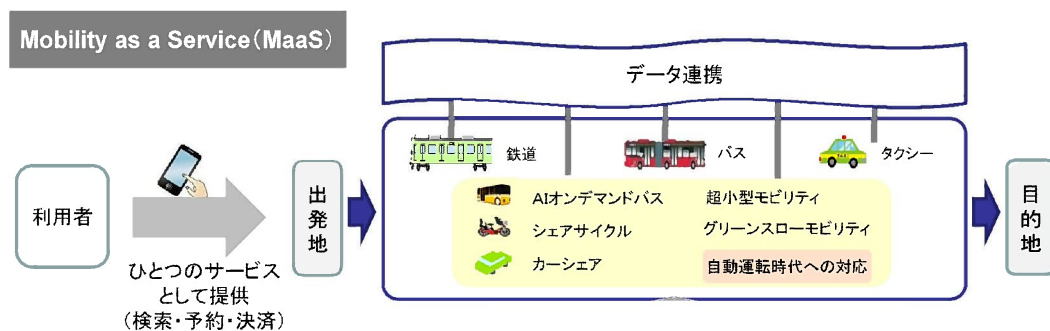 Mobility as a Service(MaaS)
データ連携
鉄道
バス
タクシー
利用者
出発地
目的地
AIオンデマンドバス
超小型モビリティ
シェアサイクル
グリーンスローモビリティ
カーシェア
自動運転時代への対応
ひとつのサービス
として提供
(検索・予約・決済)